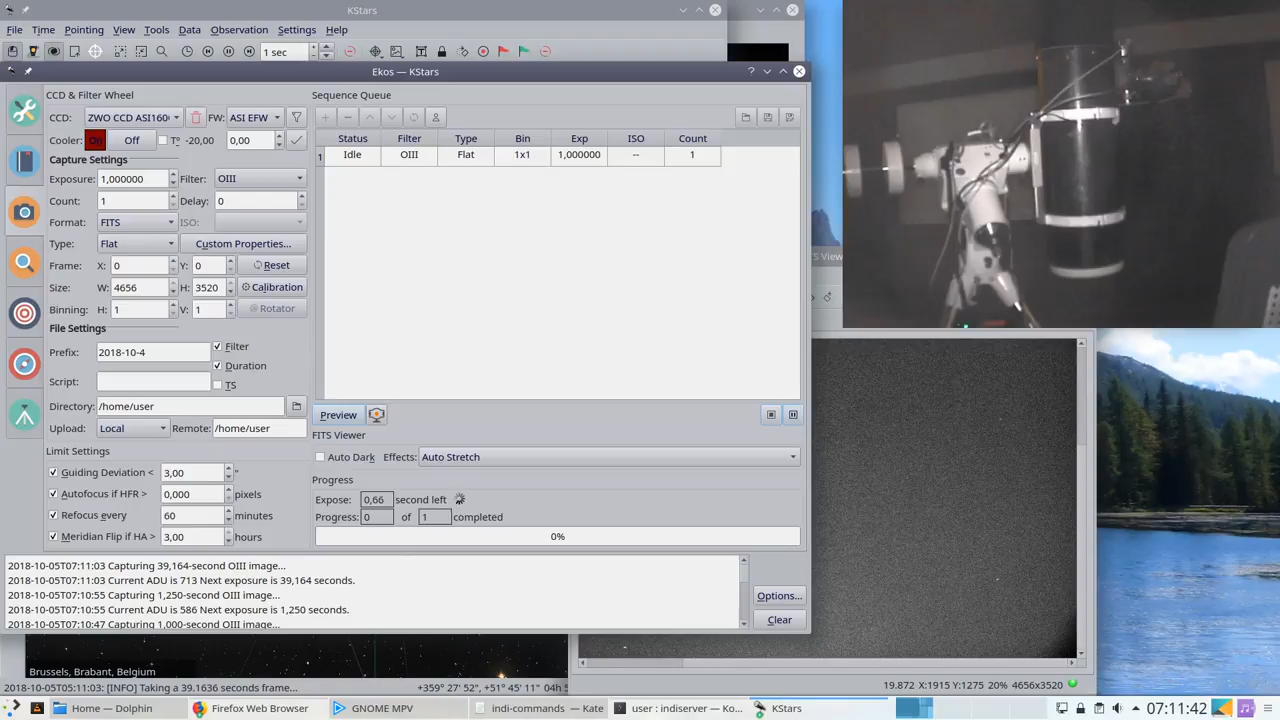 KStars
File Time Pointing View Tools Data Observation Settings Help
1 sec
Ekos — KStars
CCD & Filter Wheel
CCD: ZWO CCD ASI160 FW: ASI EFW
Cooler: On Off T° -20,00 0,00
Capture Settings
Exposure: 1,000000 Filter: OIII
Count: 1 Delay: 0
Format: FITS ISO:
Type: Flat Custom Properties...
Frame: X: 0 Y: 0 Reset
Size: W: 4656 H: 3520 Calibration
Binning: H: 1 V: 1 Rotator
File Settings
Prefix: 2018-10-4 Filter
Duration
Script: TS
Directory: /home/user
Upload: Local Remote: /home/user
Limit Settings
Guiding Deviation < 3,00 "
Autofocus if HFR > 0,000 pixels
Refocus every 60 minutes
Meridian Flip if HA > 3,00 hours
Sequence Queue
Status Filter Type Bin Exp ISO Count
1 Idle OIII Flat 1x1 1,000000 -- 1
Preview
FITS Viewer
Auto Dark Effects: Auto Stretch
Progress
Expose: 0,66 second left
Progress: 0 of 1 completed
0%
2018-10-05T07:11:03 Capturing 39,164-second OIII image...
2018-10-05T07:11:03 Current ADU is 713 Next exposure is 39,164 seconds.
2018-10-05T07:10:55 Capturing 1,250-second OIII image...
2018-10-05T07:10:55 Current ADU is 586 Next exposure is 1,250 seconds.
2018-10-05T07:10:47 Capturing 1,000-second OIII image...
Options...
Clear
TS View
Brussels, Brabant, Belgium
2018-10-05T05:11:03: [INFO] Taking a 39.1636 seconds frame... +359° 27' 52", +51° 45' 11" 04h 5
19.872 X:1915 Y:1275 20% 4656x3520
Home — Dolphin Firefox Web Browser GNOME MPV indi-commands — Kate user : indiserver — Ko... KStars 07:11:42